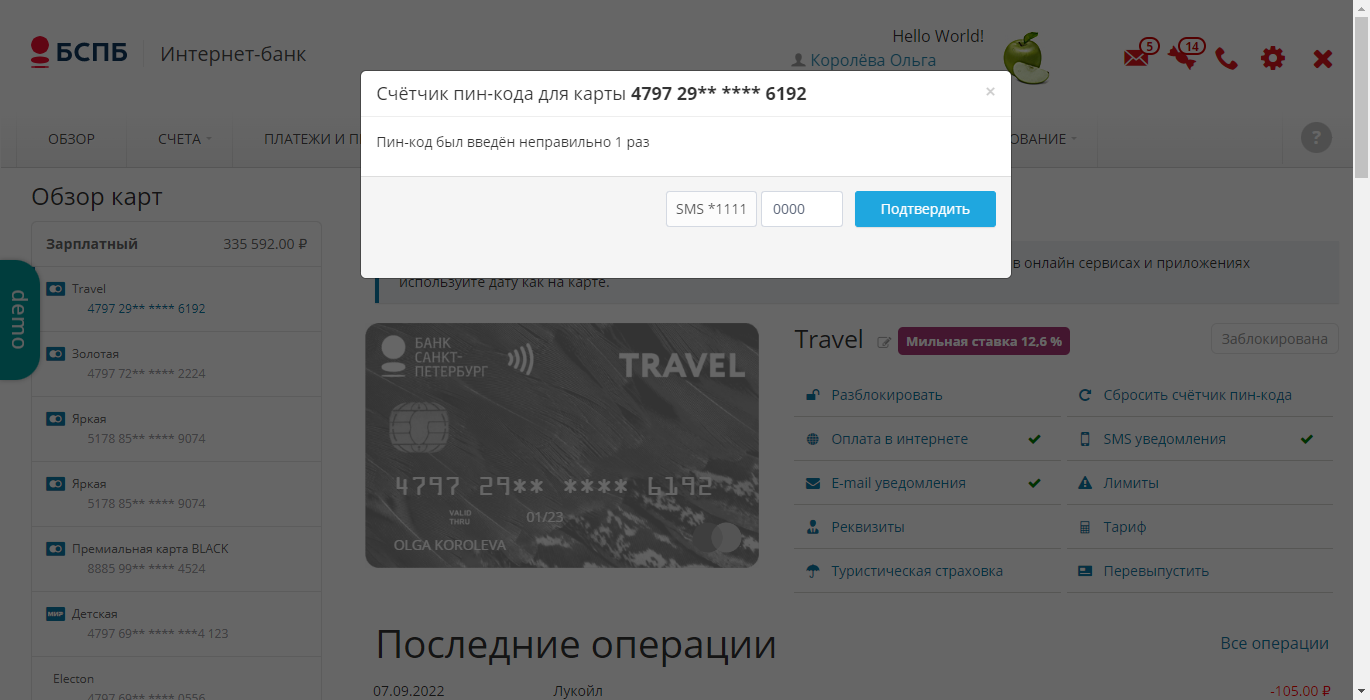 БСПБ Интернет-банк
Hello World!
Королёва Ольга
5
14
Счётчик пин-кода для карты 4797 29** **** 6192
×
Пин-код был введён неправильно 1 раз
SMS *1111 0000 Подтвердить
ОБЗОР СЧЕТА ПЛАТЕЖИ И П ОВАНИЕ ?
Обзор карт
Зарплатный 335 592.00 ₽
Travel
4797 29** **** 6192
Золотая
4797 72** **** 2224
Яркая
5178 85** **** 9074
Яркая
5178 85** **** 9074
Премиальная карта BLACK
8885 99** **** 4524
МИР Детская
4797 69** **** ***4 123
Electon
4797 69** **** 0556
demo
в онлайн сервисах и приложениях
используйте дату как на карте.
БАНК
САНКТ-
ПЕТЕРБУРГ
TRAVEL
4797 29** **** 6192
VALID
THRU
01/23
OLGA KOROLEVA
Travel Мильная ставка 12,6 % Заблокирована
Разблокировать Сбросить счётчик пин-кода
Оплата в интернете SMS уведомления
E-mail уведомления Лимиты
Реквизиты Тариф
Туристическая страховка Перевыпустить
Последние операции Все операции
07.09.2022 Лукойл -105.00 ₽